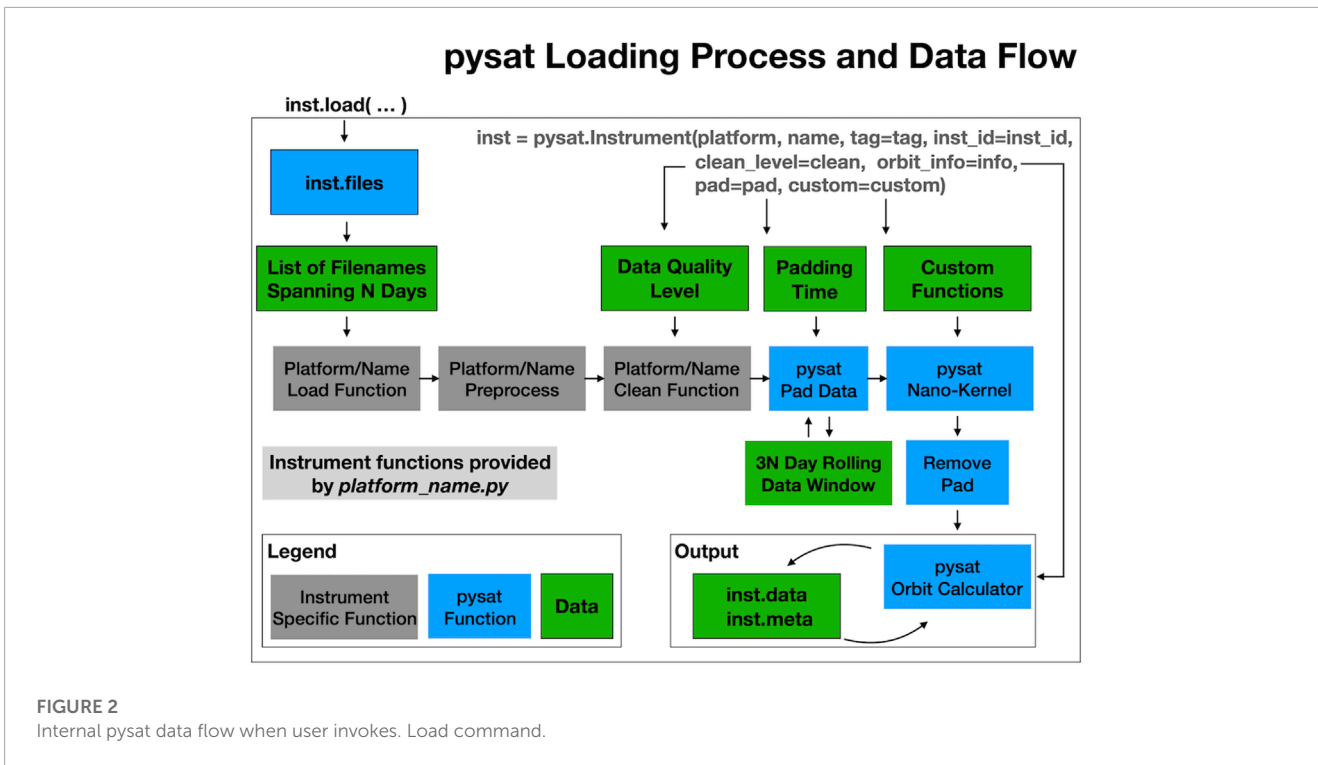 pysat Loading Process and Data Flow
inst.load( ... )
inst = pysat.Instrument(platform, name, tag=tag, inst_id=inst_id,
clean_level=clean, orbit_info=info,
pad=pad, custom=custom)
inst.files
List of Filenames
Spanning N Days
Data Quality
Level
Padding
Time
Custom
Functions
Platform/Name
Load Function
Platform/Name
Preprocess
Platform/Name
Clean Function
pysat
Pad Data
pysat
Nano-Kernel
Instrument functions provided
by platform_name.py
3N Day Rolling
Data Window
Remove
Pad
Legend
Instrument
Specific Function
pysat
Function
Data
Output
inst.data
inst.meta
pysat
Orbit Calculator
FIGURE 2
Internal pysat data flow when user invokes. Load command.